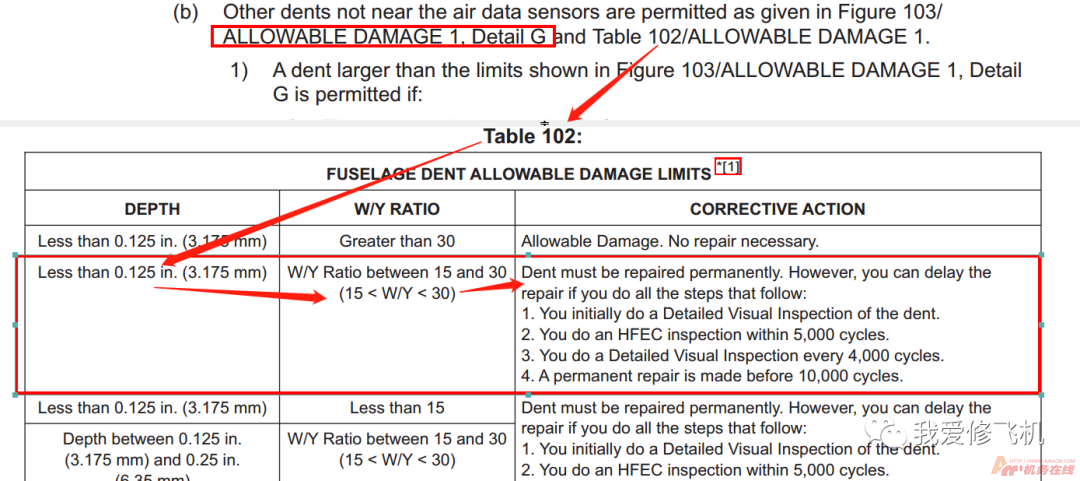 (b) Other dents not near the air data sensors are permitted as given in Figure 103/
ALLOWABLE DAMAGE 1, Detail G and Table 102/ALLOWABLE DAMAGE 1.
1) A dent larger than the limits shown in Figure 103/ALLOWABLE DAMAGE 1, Detail
G is permitted if:
Table 102:
FUSELAGE DENT ALLOWABLE DAMAGE LIMITS *[1]
DEPTH W/Y RATIO CORRECTIVE ACTION
Less than 0.125 in. (3.175 mm) Greater than 30 Allowable Damage. No repair necessary.
Less than 0.125 in. (3.175 mm) W/Y Ratio between 15 and 30 Dent must be repaired permanently. However, you can delay the
(15 < W/Y < 30) repair if you do all the steps that follow:
1. You initially do a Detailed Visual Inspection of the dent.
2. You do an HFEC inspection within 5,000 cycles.
3. You do a Detailed Visual Inspection every 4,000 cycles.
4. A permanent repair is made before 10,000 cycles.
Less than 0.125 in. (3.175 mm) Less than 15 Dent must be repaired permanently. However, you can delay the
repair if you do all the steps that follow:
Depth between 0.125 in. W/Y Ratio between 15 and 30 1. You initially do a Detailed Visual Inspection of the dent.
(3.175 mm) and 0.25 in. (15 < W/Y < 30) 2. You do an HFEC inspection within 5,000 cycles.
(6.35 mm)
我爱修飞机
机务在线